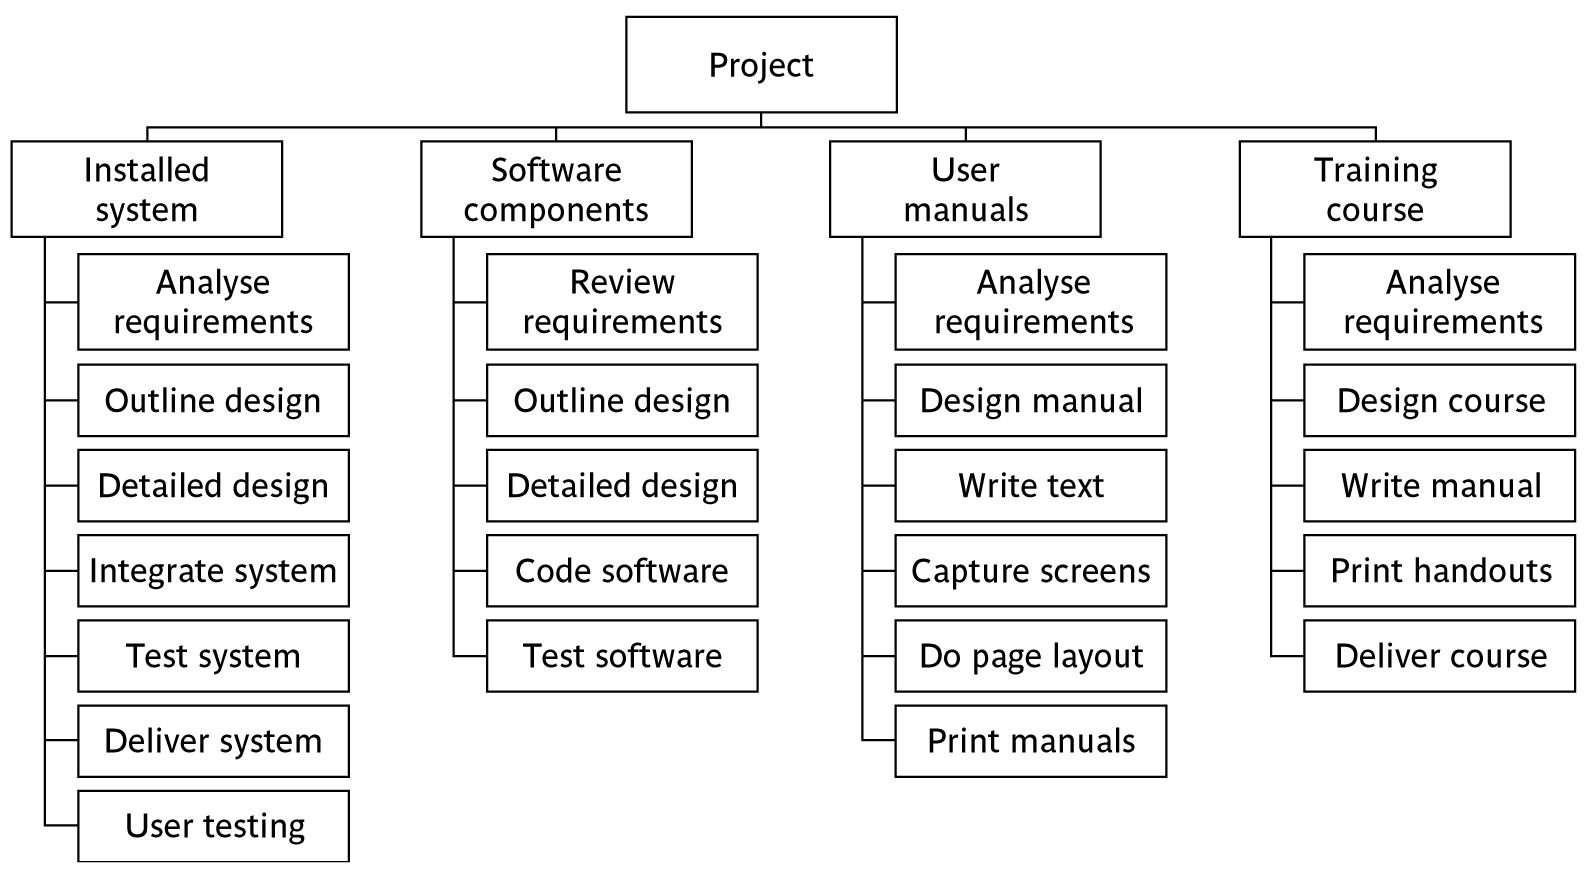 Project
Installed
system
Analyse
requirements
Outline design
Detailed design
Integrate system
Test system
Deliver system
User testing
Software
components
Review
requirements
Outline design
Detailed design
Code software
Test software
User
manuals
Analyse
requirements
Design manual
Write text
Capture screens
Do page layout
Print manuals
Training
course
Analyse
requirements
Design course
Write manual
Print handouts
Deliver course